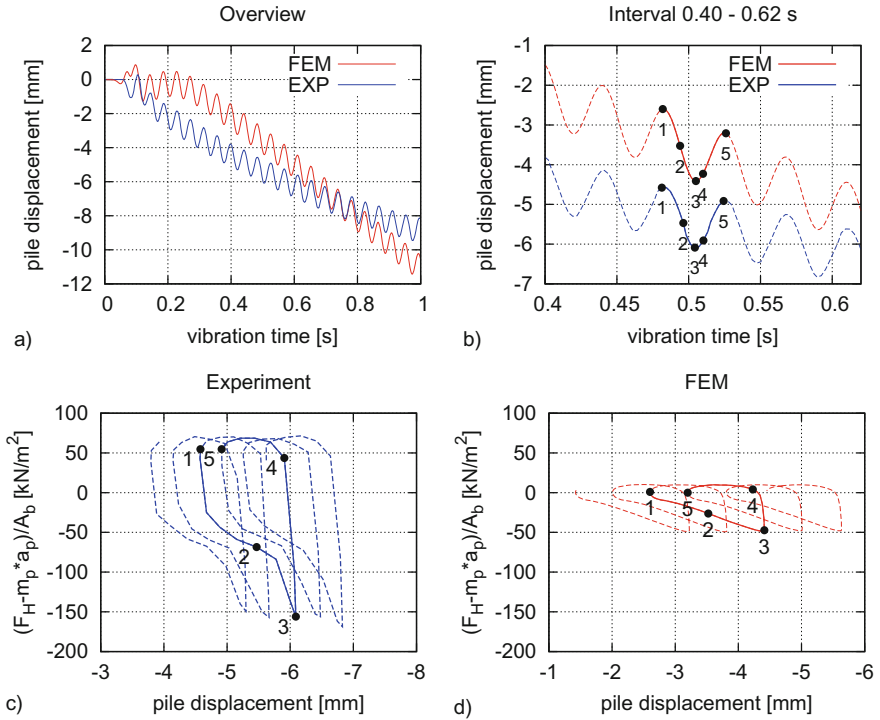 Overview
2
0
-2
-4
-6
-8
-10
-12
pile displacement [mm]
FEM
EXP
0 0.2 0.4 0.6 0.8 1
vibration time [s]
a)
Interval 0.40 - 0.62 s
-1
-2
-3
-4
-5
-6
-7
pile displacement [mm]
FEM
EXP
1
2
3
4
5
1
2
3
4
5
0.4 0.45 0.5 0.55 0.6
vibration time [s]
b)
Experiment
100
50
0
-50
-100
-150
-200
(F_H-m_p*a_p)/A_b [kN/m²]
1
5
4
2
3
-3 -4 -5 -6 -7 -8
pile displacement [mm]
c)
FEM
100
50
0
-50
-100
-150
-200
(F_H-m_p*a_p)/A_b [kN/m²]
1
5
4
2
3
-1 -2 -3 -4 -5 -6
pile displacement [mm]
d)